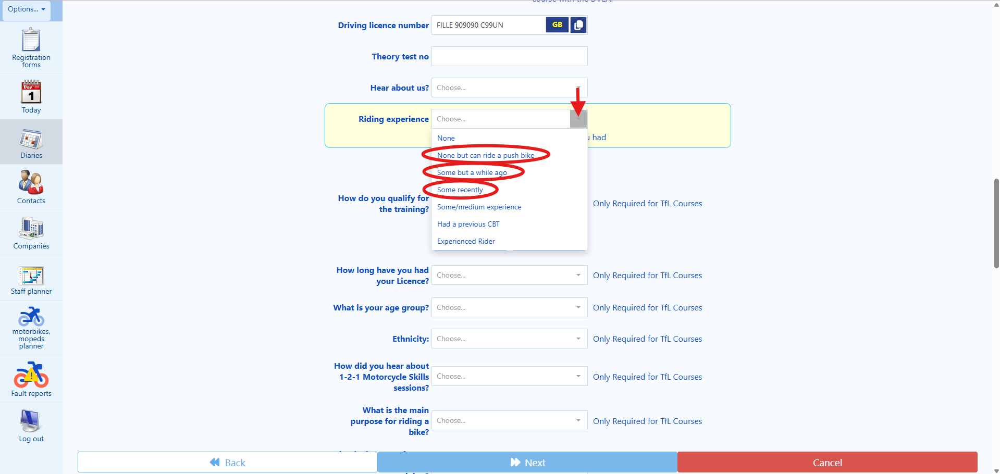 Options...
Registration
forms
Day
1
Today
Diaries
Contacts
Companies
Staff planner
motorbikes,
mopeds
planner
Fault reports
Log out
course with the DVLA.
Driving licence number FILLE 909090 C99UN GB
Theory test no
Hear about us? Choose...
Riding experience Choose...
u had
None
None but can ride a push bike
Some but a while ago
Some recently
Some/medium experience
Had a previous CBT
Experienced Rider
How do you qualify for
the training?
Only Required for TfL Courses
How long have you had
your Licence?
Choose...
Only Required for TfL Courses
What is your age group? Choose... Only Required for TfL Courses
Ethnicity: Choose... Only Required for TfL Courses
How did you hear about
1-2-1 Motorcycle Skills
sessions?
Choose...
Only Required for TfL Courses
What is the main
purpose for riding a
bike?
Choose...
Only Required for TfL Courses
Back
Next
Cancel